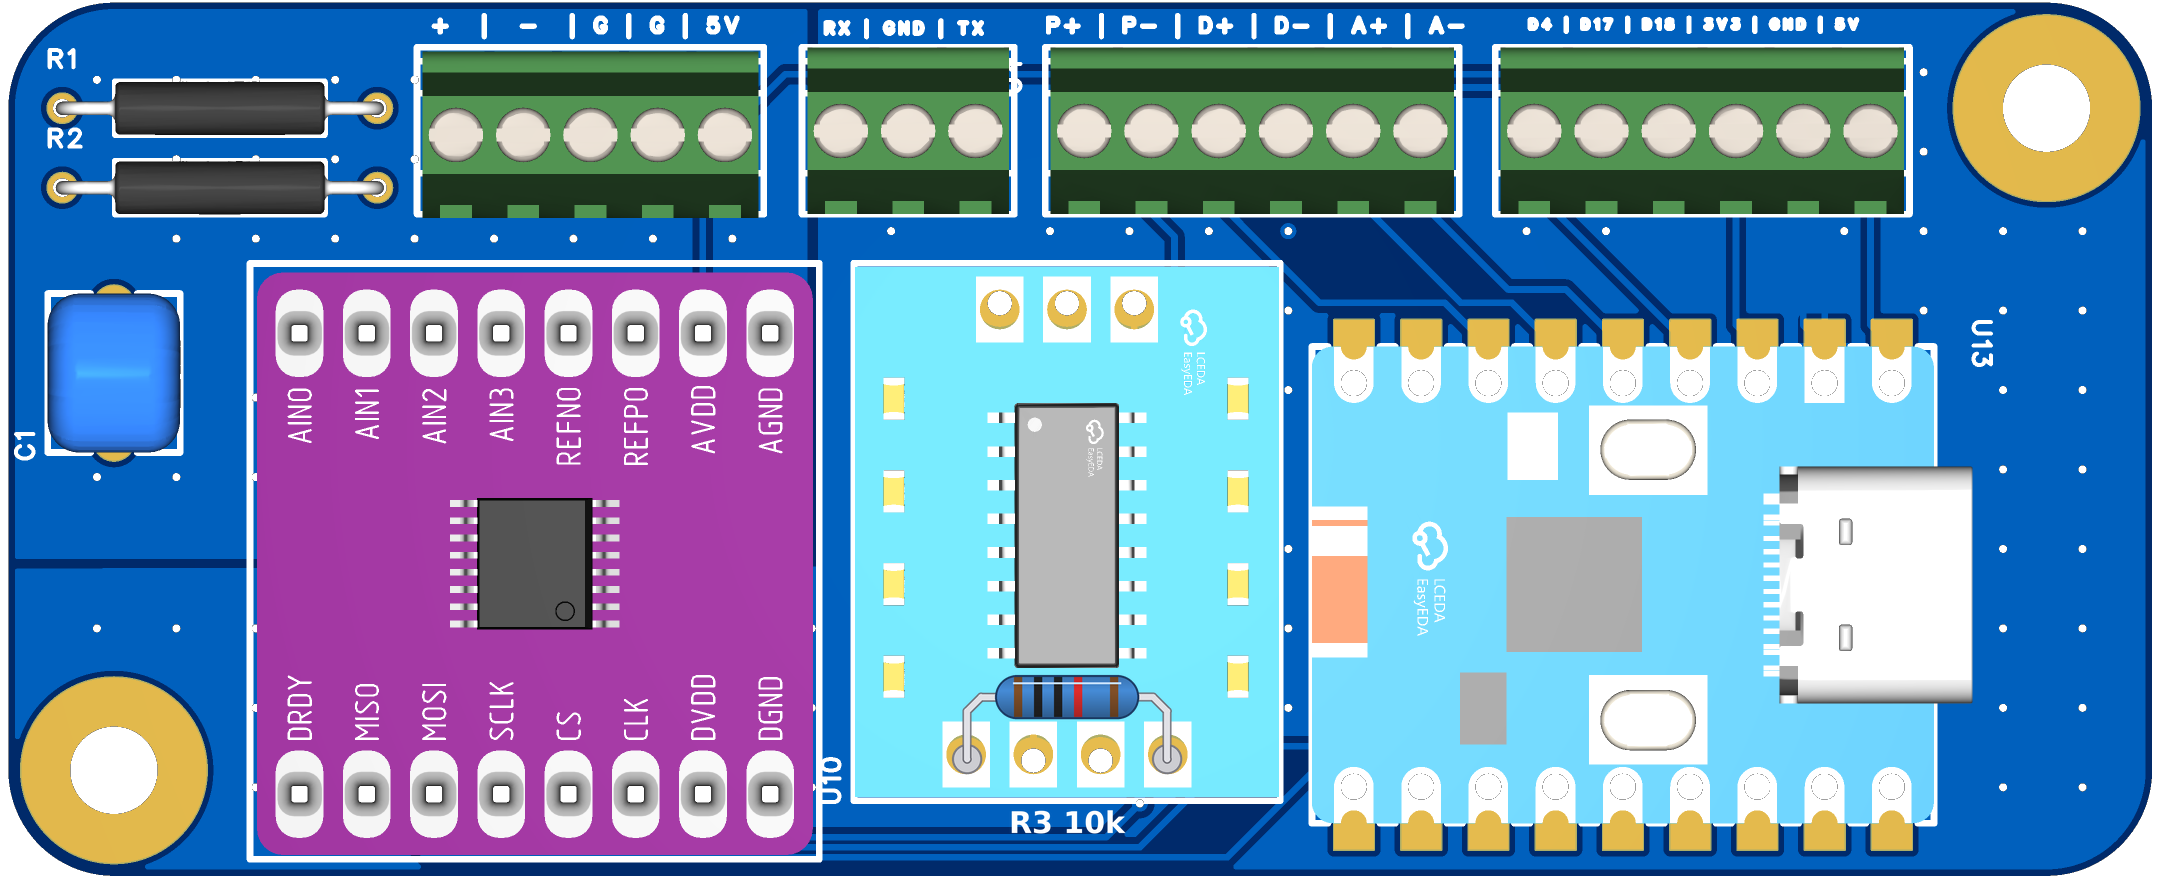 R1
R2
+ | - | G | G | 5V
RX | GND | TX
P+ | P- | D+ | D- | A+ | A-
D4 | D17 | D18 | 3V3 | GND | 5V
C1
AIN0
AIN1
AIN2
AIN3
REFN0
REFP0
AVDD
AGND
DRDY
MISO
MOSI
SCLK
CS
CLK
DVDD
DGND
U10
LCEDA
EasyEDA
LCEDA
EasyEDA
R3 10k
LCEDA
EasyEDA
U13